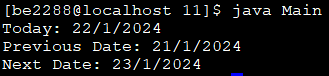 [be2288@localhost 11]$ java Main
Today: 22/1/2024
Previous Date: 21/1/2024
Next Date: 23/1/2024